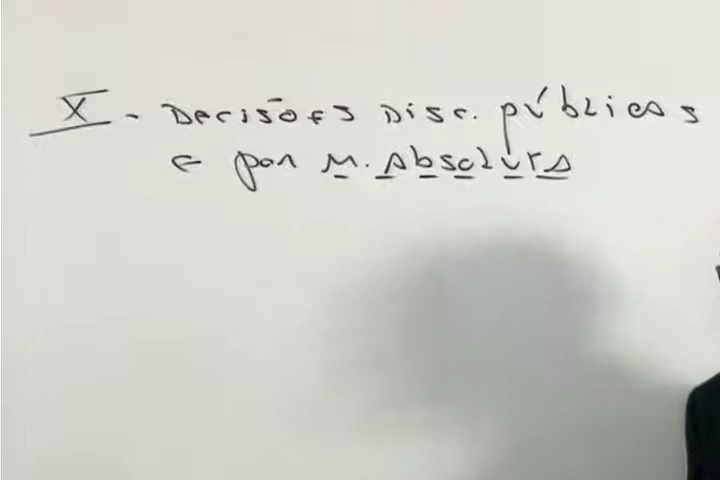 X - Decisões Disc. públicas
e por M. Absoluta